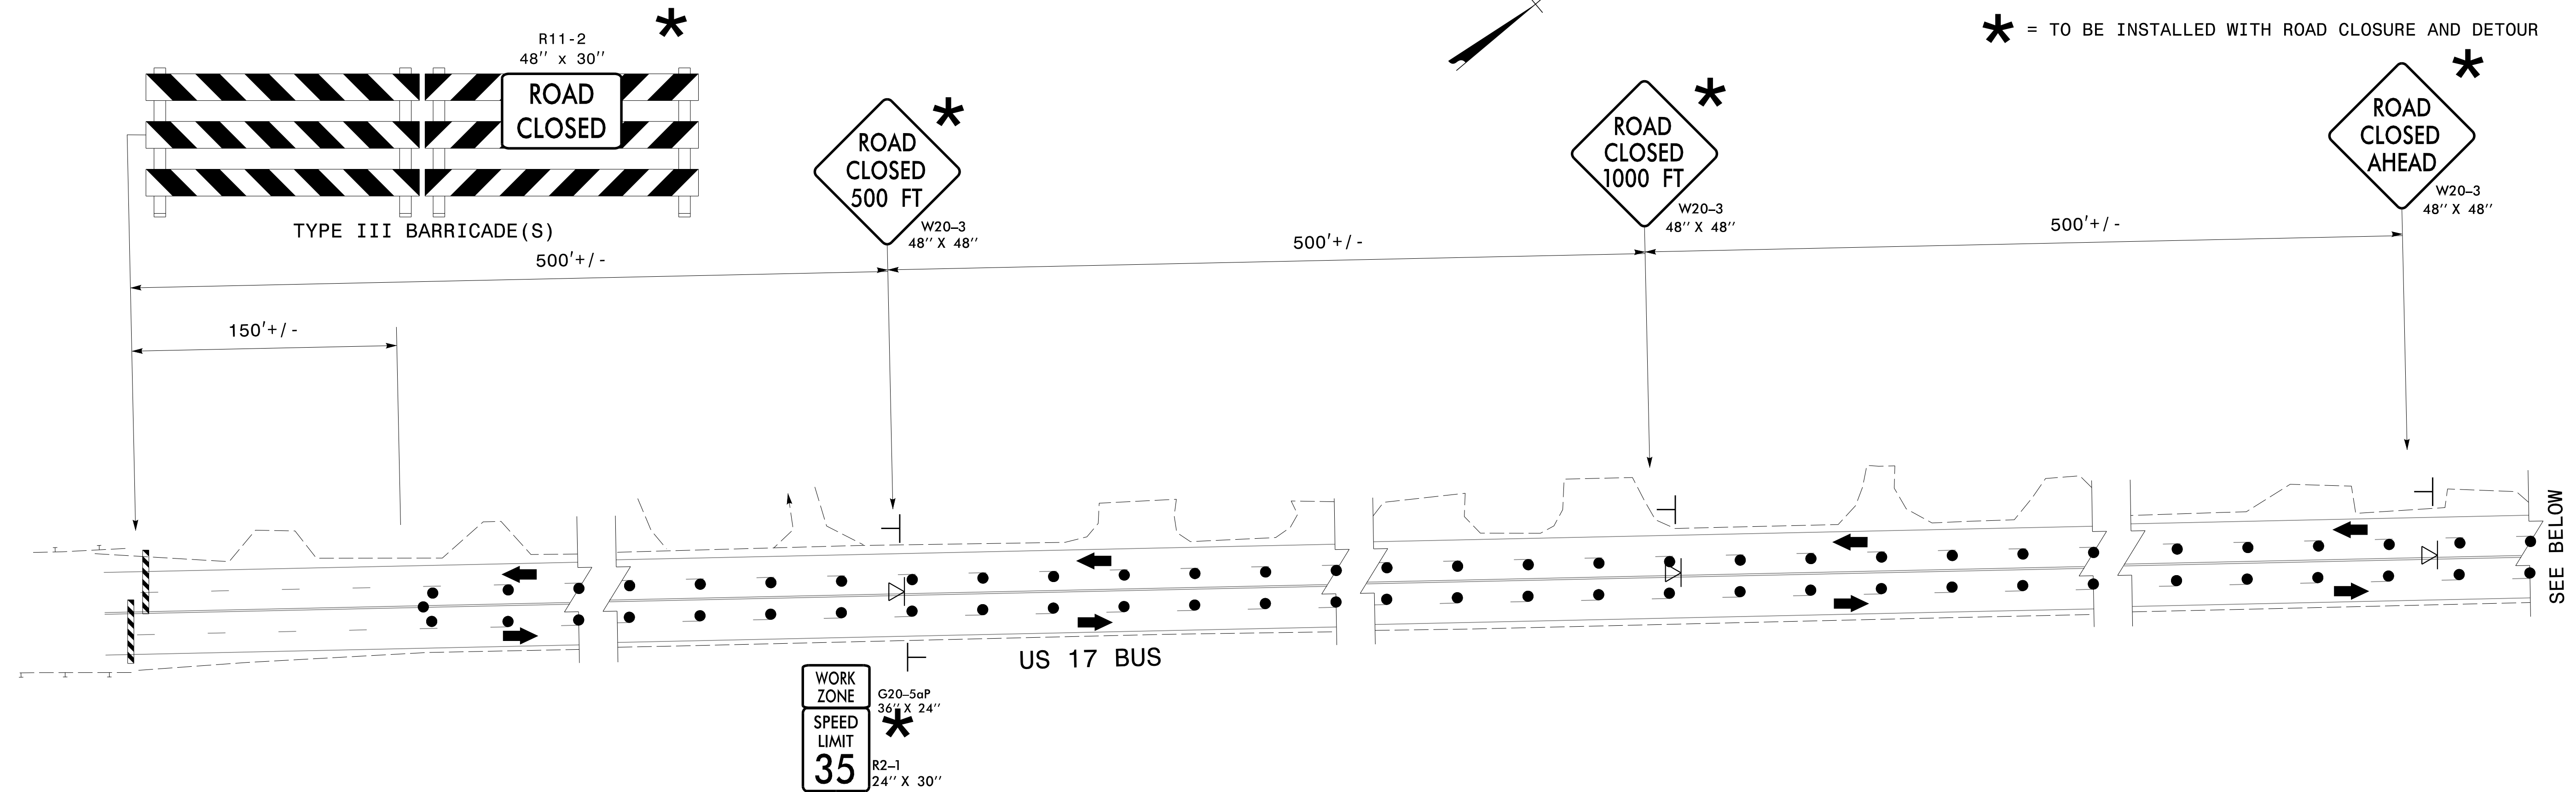 R11-2
48'' x 30''
ROAD
CLOSED
TYPE III BARRICADE(S)
= TO BE INSTALLED WITH ROAD CLOSURE AND DETOUR
ROAD
CLOSED
500 FT
W20-3
48'' X 48''
ROAD
CLOSED
1000 FT
W20-3
48'' X 48''
ROAD
CLOSED
AHEAD
W20-3
48'' X 48''
500'+/-
500'+/-
500'+/-
150'+/-
SEE BELOW
US 17 BUS
WORK
ZONE
G20-5aP
36'' X 24''
SPEED
LIMIT
35
R2-1
24'' X 30''